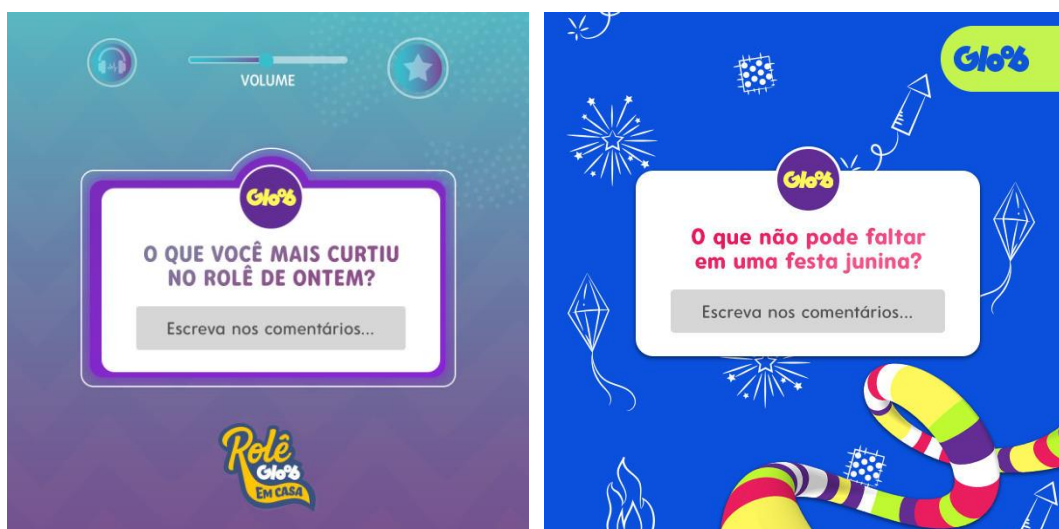 VOLUME
Gloob
O QUE VOCÊ MAIS CURTIU
NO ROLÊ DE ONTEM?
Escreva nos comentários...
Rolê
Gloob
EM CASA
Gloob
Gloob
O que não pode faltar
em uma festa junina?
Escreva nos comentários...